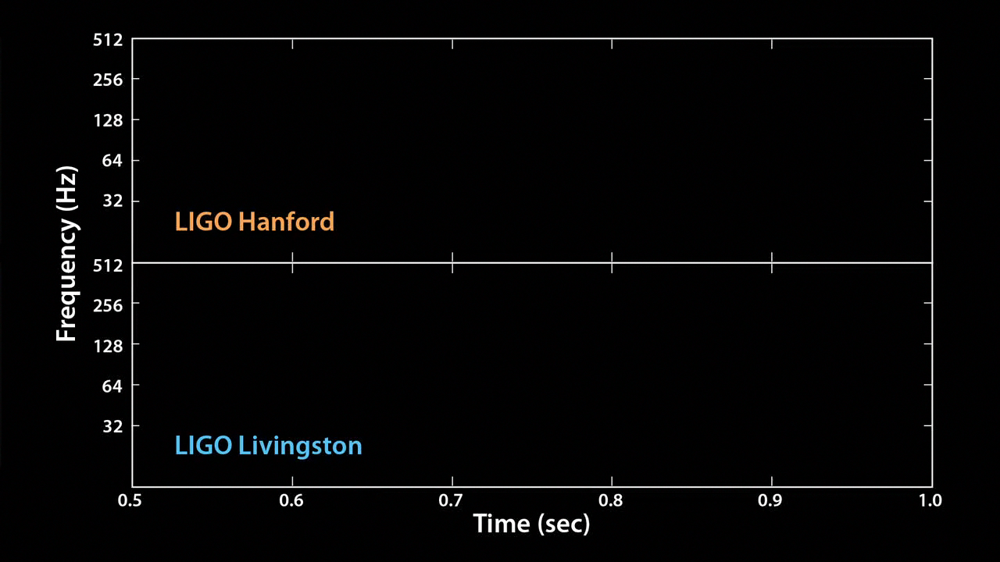 Frequency (Hz)
512
256
128
64
32
LIGO Hanford
512
256
128
64
32
LIGO Livingston
0.5 0.6 0.7 0.8 0.9 1.0
Time (sec)